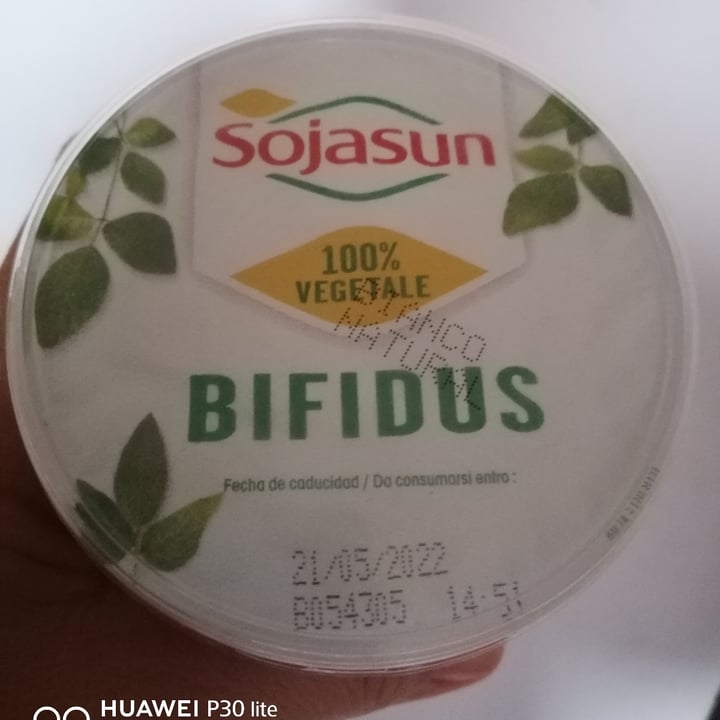 Sojasun
100%
VEGETALE
BIANCO
NATURAL
BIFIDUS
Fecha de caducidad / Da consumarsi entro :
21/05/2022
B054305 14:51
HUAWEI P30 lite